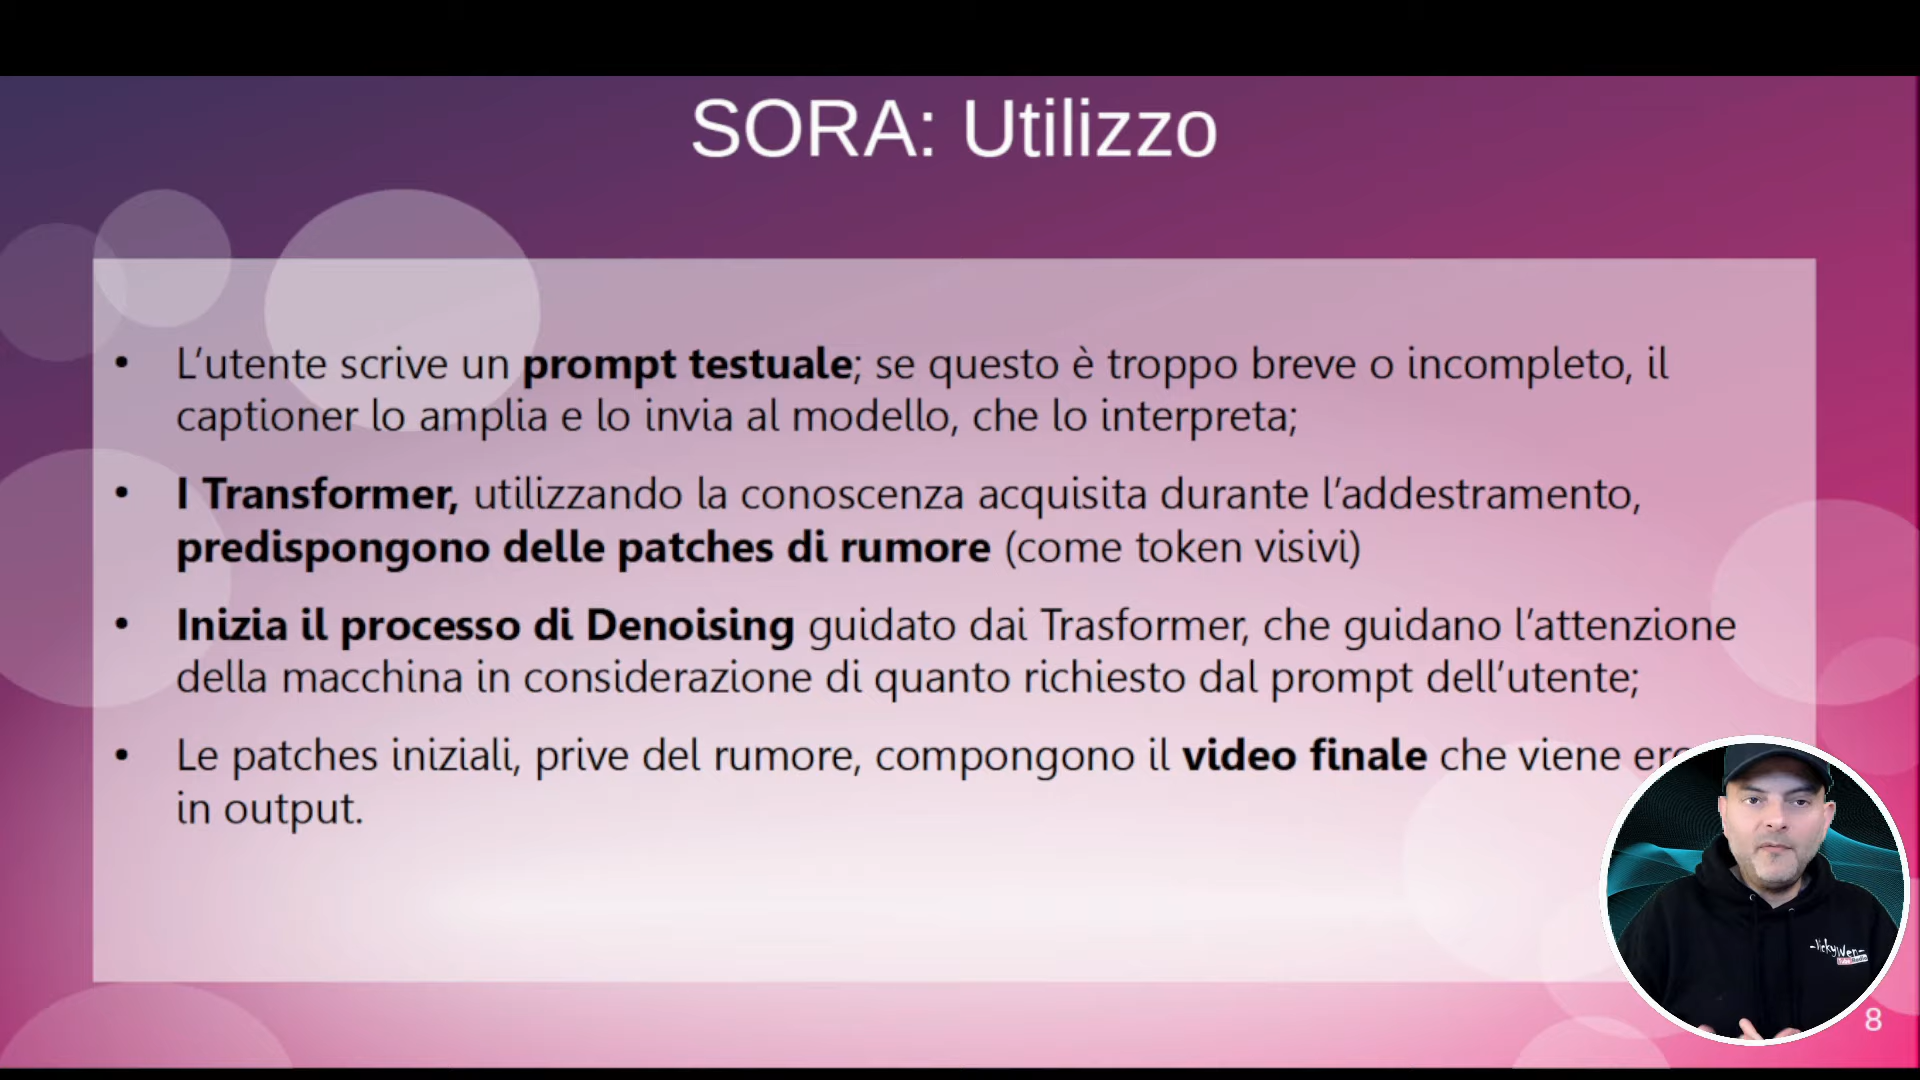 SORA: Utilizzo
• L’utente scrive un prompt testuale; se questo è troppo breve o incompleto, il
captioner lo amplia e lo invia al modello, che lo interpreta;
• I Transformer, utilizzando la conoscenza acquisita durante l’addestramento,
predispongono delle patches di rumore (come token visivi)
• Inizia il processo di Denoising guidato dai Trasformer, che guidano l’attenzione
della macchina in considerazione di quanto richiesto dal prompt dell’utente;
• Le patches iniziali, prive del rumore, compongono il video finale che viene
in output.
8